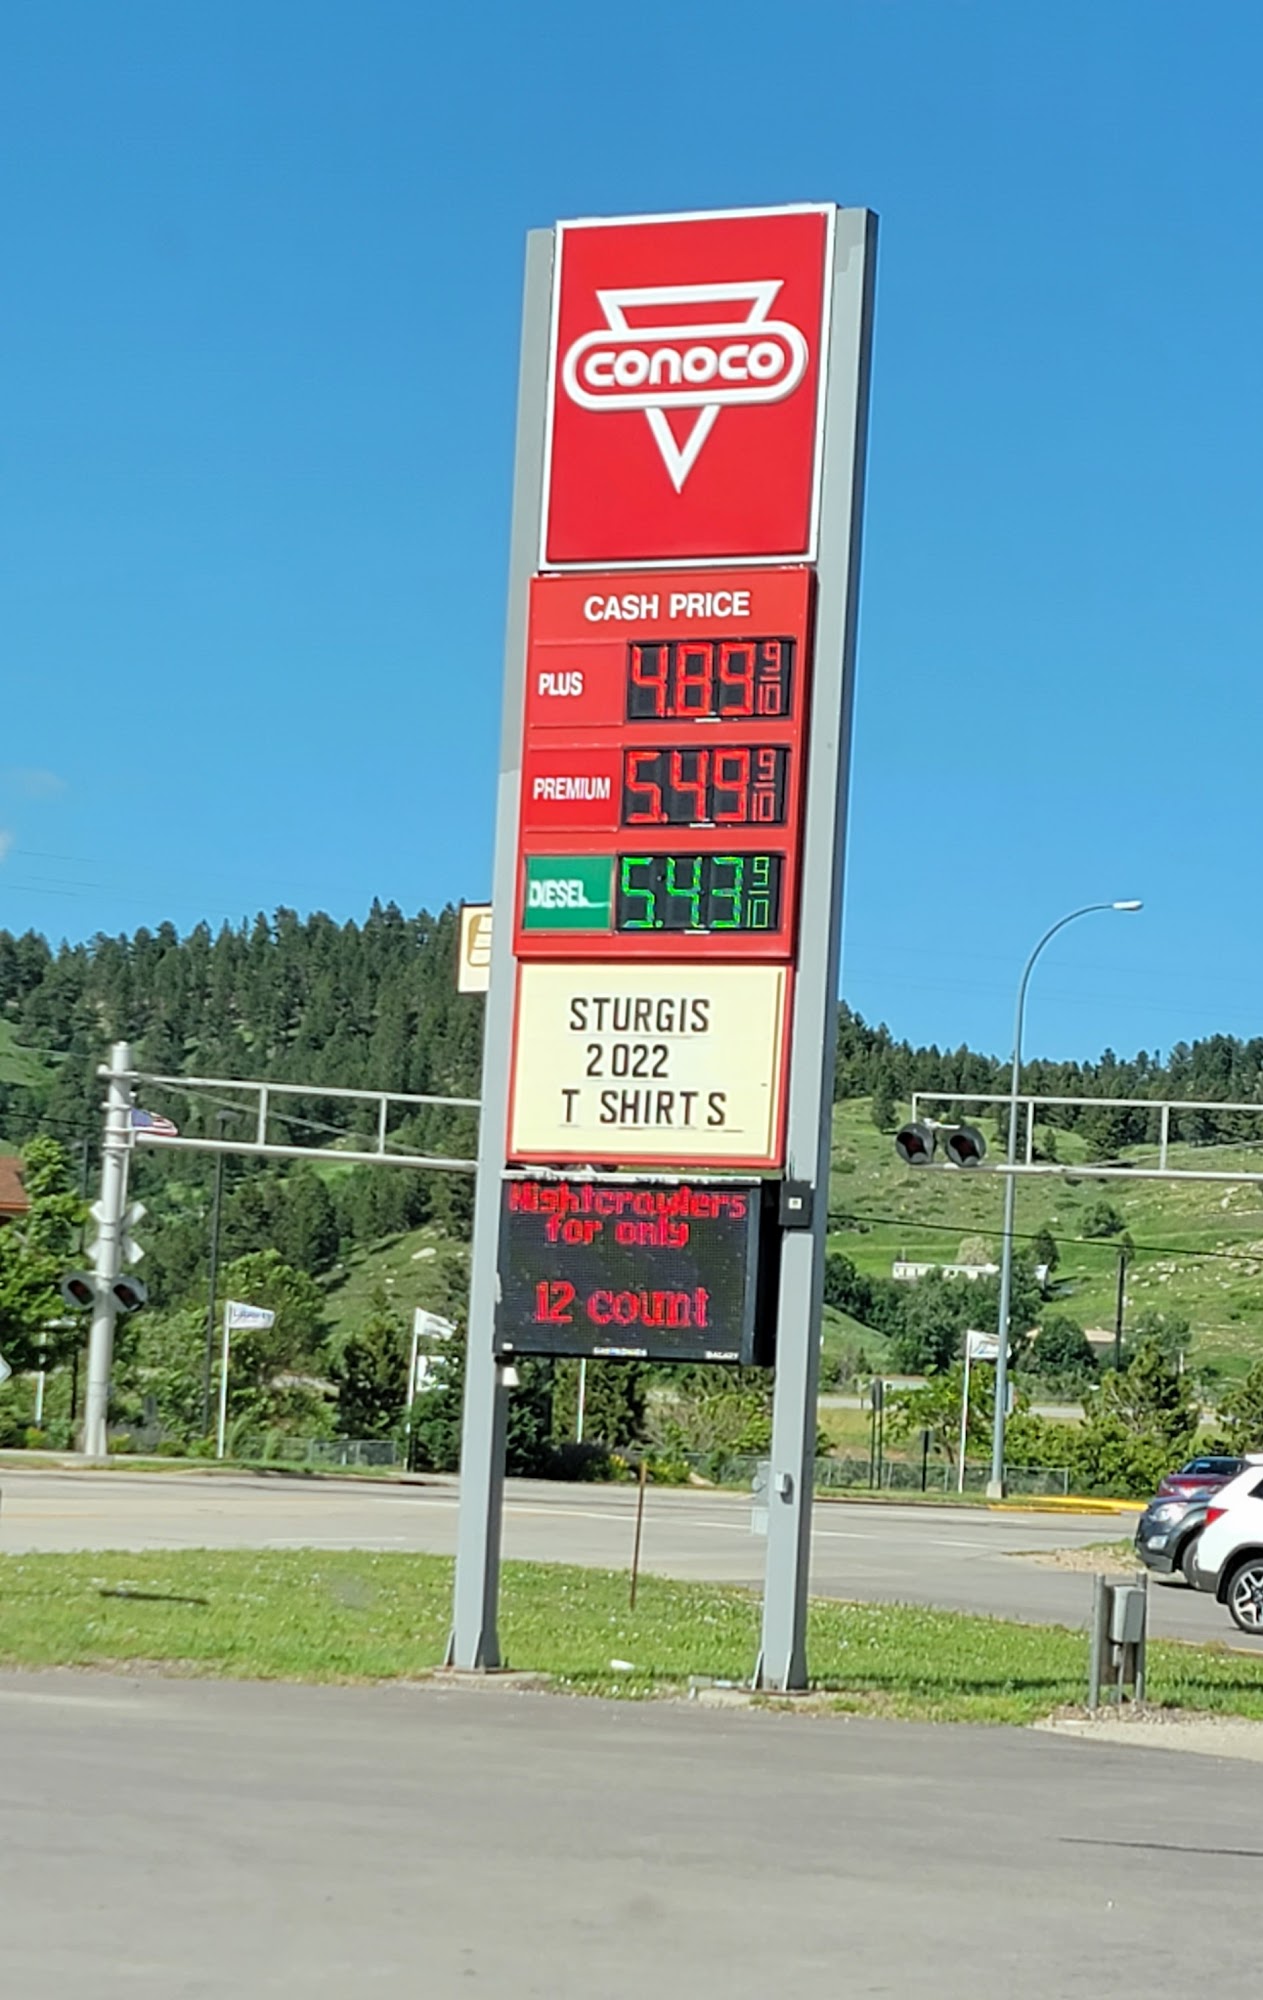 CONOCO
CASH PRICE
PLUS 4.89 9/10
PREMIUM 5.49 9/10
DIESEL 5.43 9/10
STURGIS
2022
T SHIRTS
Nightcrawlers
for only
12 count